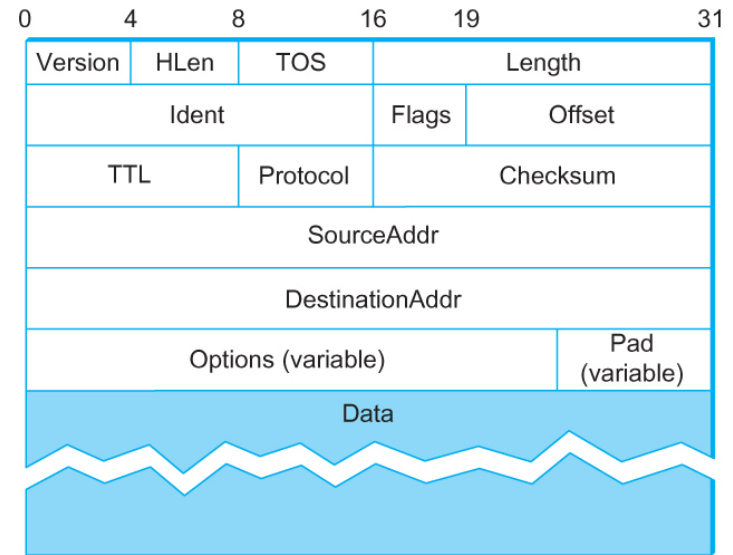 0 4 8 16 19 31
Version HLen TOS Length
Ident Flags Offset
TTL Protocol Checksum
SourceAddr
DestinationAddr
Options (variable) Pad
(variable)
Data